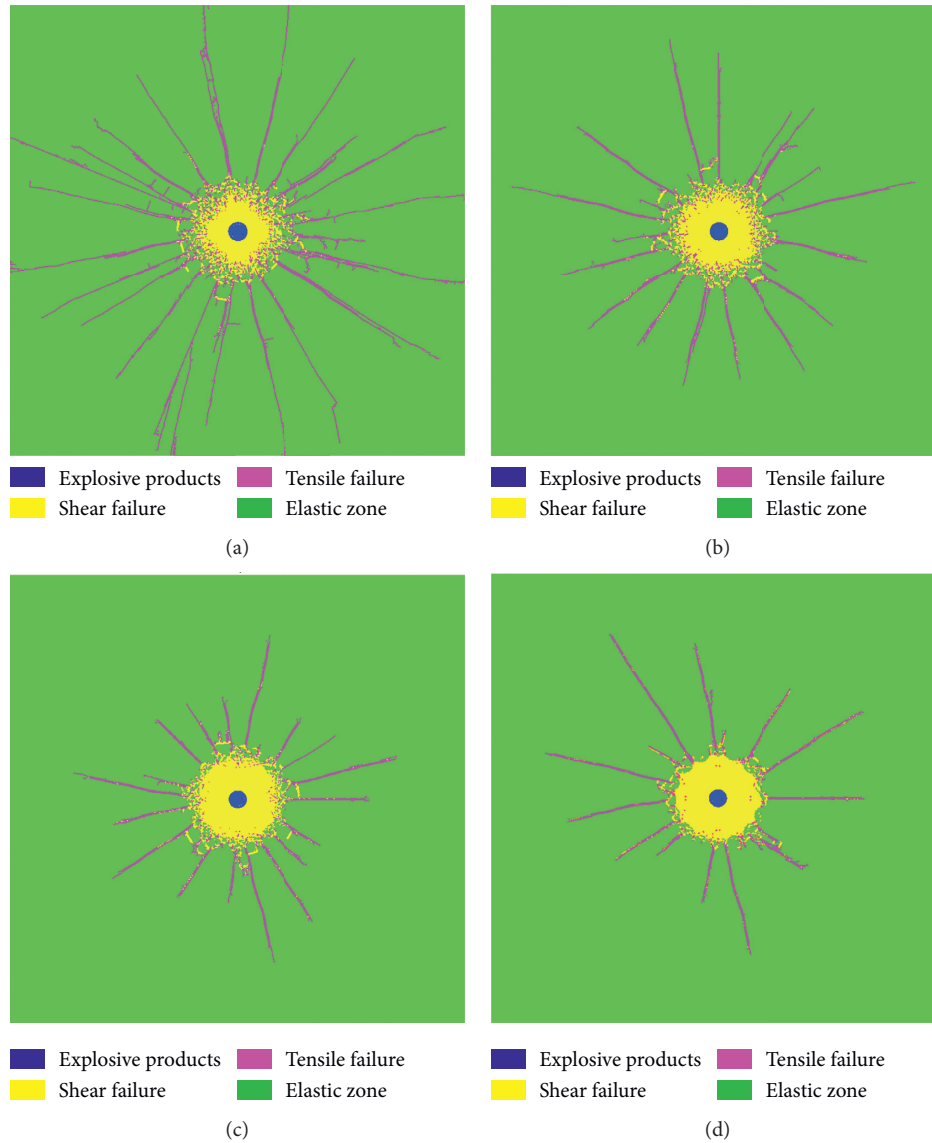 Explosive products Tensile failure
Shear failure Elastic zone
(a)
Explosive products Tensile failure
Shear failure Elastic zone
(b)
Explosive products Tensile failure
Shear failure Elastic zone
(c)
Explosive products Tensile failure
Shear failure Elastic zone
(d)